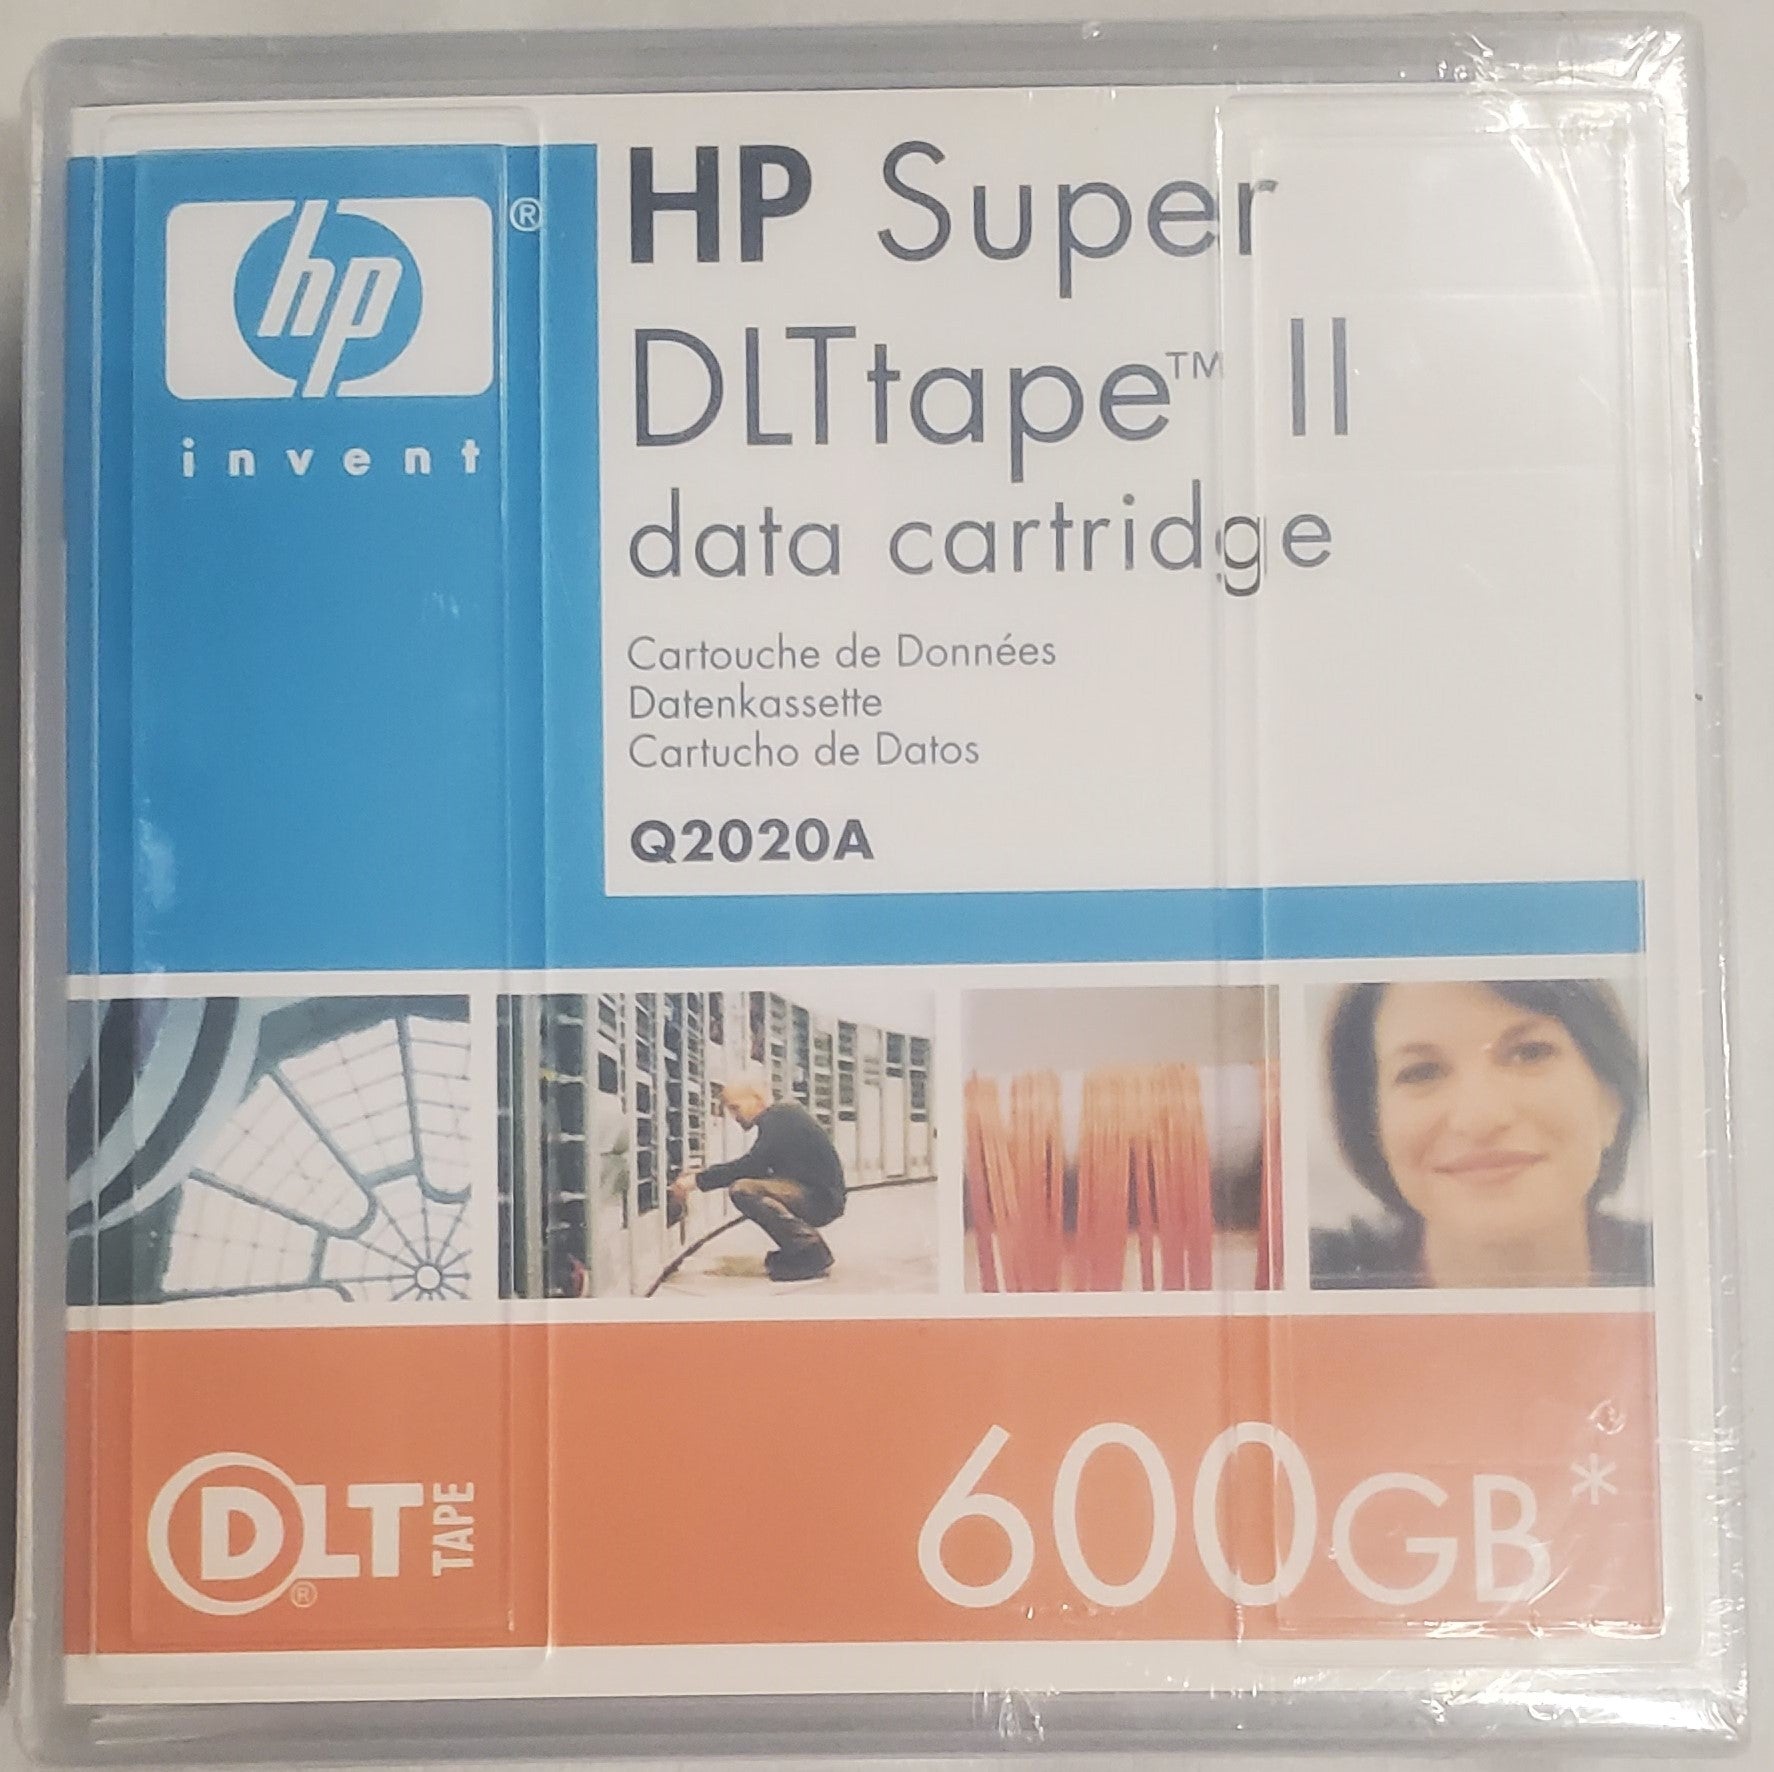 hp®
invent
HP Super
DLTtape™ II
data cartridge
Cartouche de Données
Datenkassette
Cartucho de Datos
Q2020A
DLT®
TAPE
600GB*